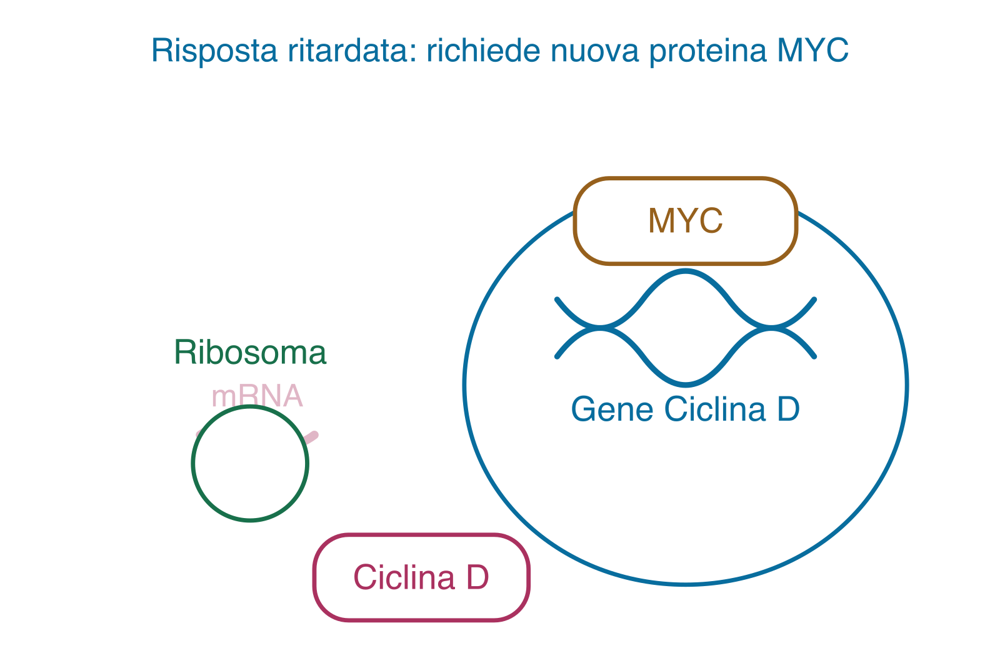 Risposta ritardata: richiede nuova proteina MYC
MYC
Ribosoma
mRNA
Gene Ciclina D
Ciclina D